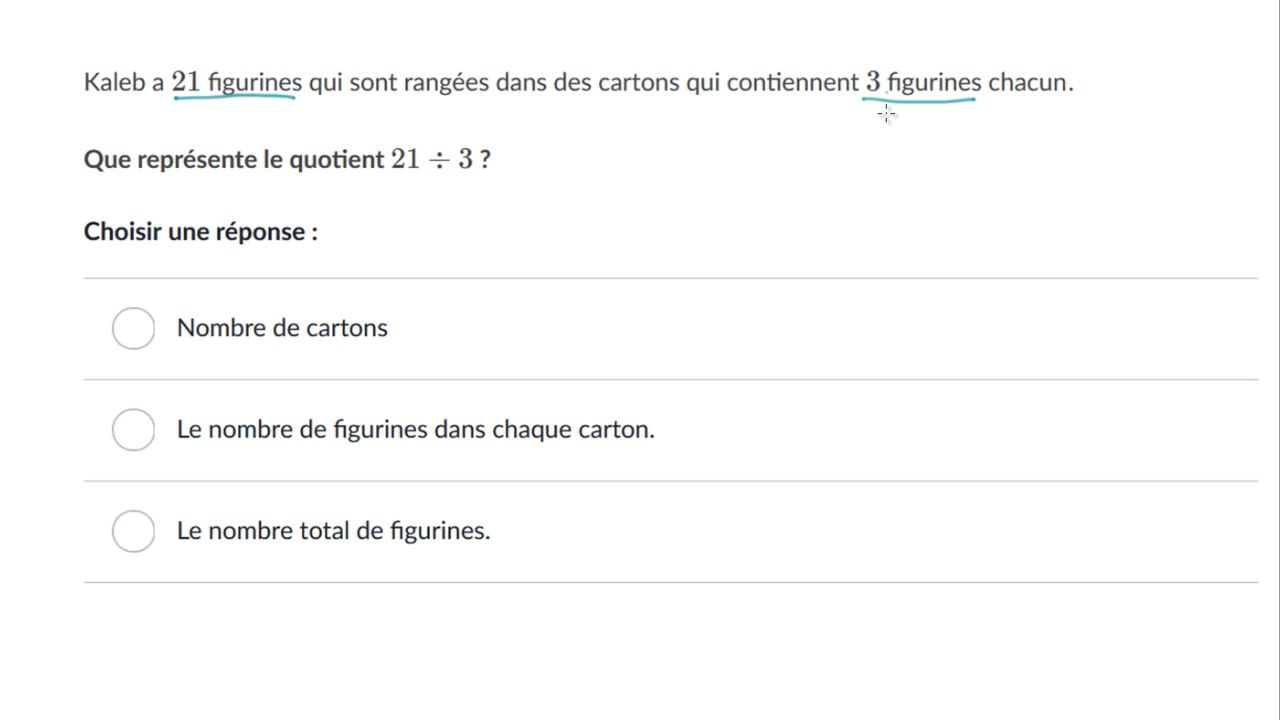 Kaleb a 21 figurines qui sont rangées dans des cartons qui contiennent 3 figurines chacun.
Que représente le quotient 21 ÷ 3 ?
Choisir une réponse :
Nombre de cartons
Le nombre de figurines dans chaque carton.
Le nombre total de figurines.